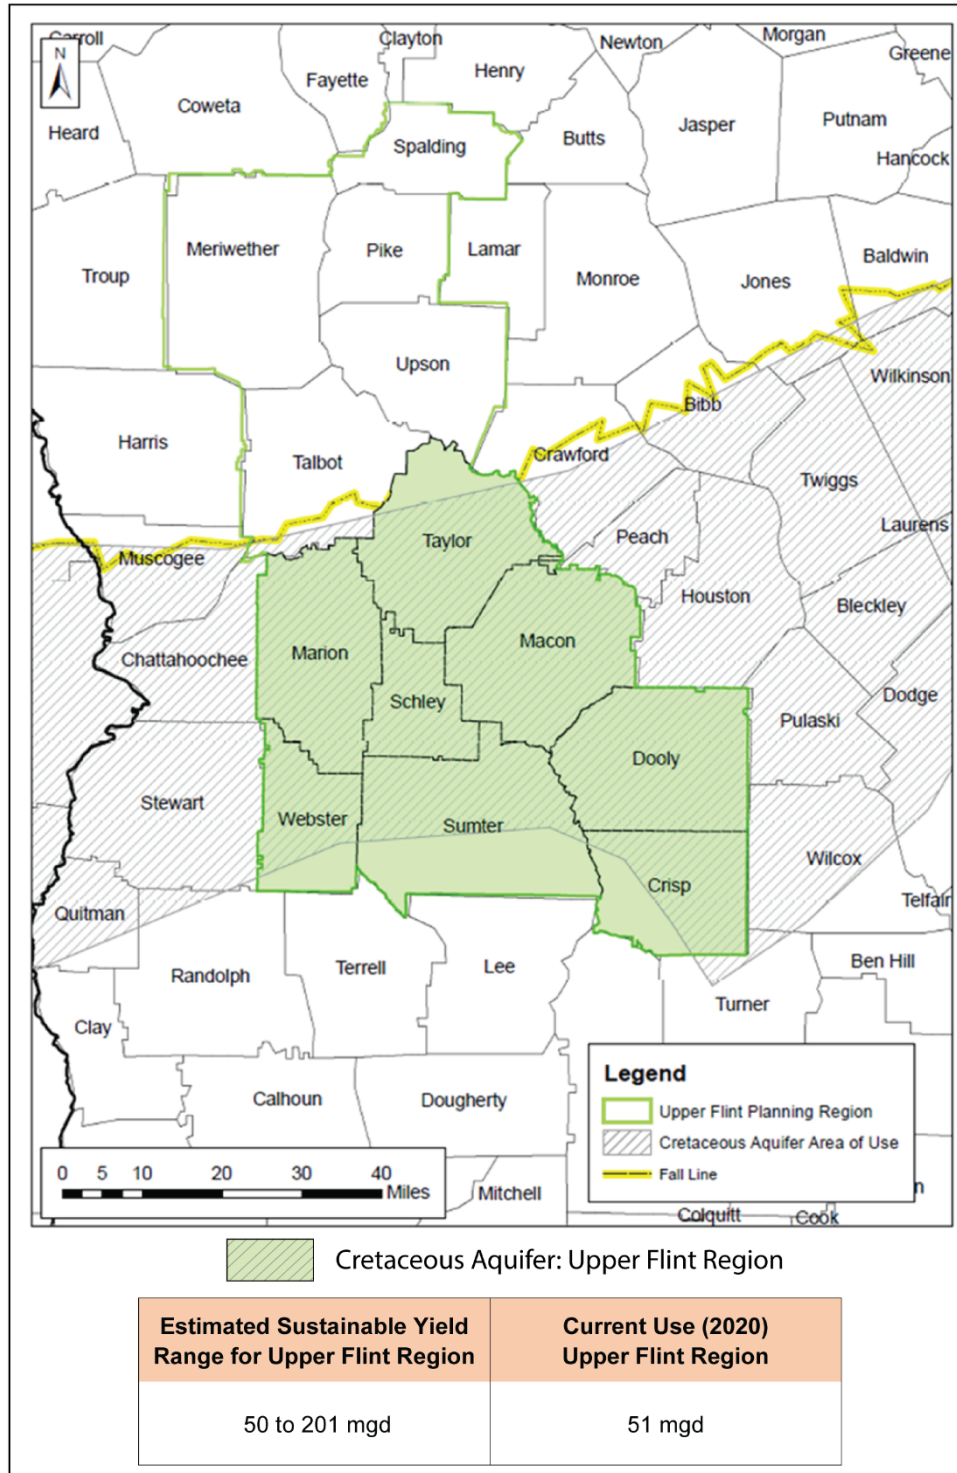 Carroll
Clayton
Newton
Morgan
Greene
N
Fayette
Henry
Coweta
Heard
Spalding
Butts
Jasper
Putnam
Hancock
Meriwether
Pike
Lamar
Troup
Monroe
Jones
Baldwin
Upson
Wilkinson
Bibb
Harris
Talbot
Crawford
Twiggs
Laurens
Muscogee
Taylor
Peach
Houston
Bleckley
Chattahoochee
Marion
Macon
Schley
Dodge
Pulaski
Stewart
Webster
Sumter
Dooly
Wilcox
Crisp
Telfair
Quitman
Randolph
Terrell
Lee
Ben Hill
Turner
Clay
Calhoun
Dougherty
Mitchell
Colquitt
Cook
n
Legend
Upper Flint Planning Region
Cretaceous Aquifer Area of Use
Fall Line
0 5 10 20 30 40
Miles
Cretaceous Aquifer: Upper Flint Region
Estimated Sustainable Yield
Range for Upper Flint Region
Current Use (2020)
Upper Flint Region
50 to 201 mgd
51 mgd